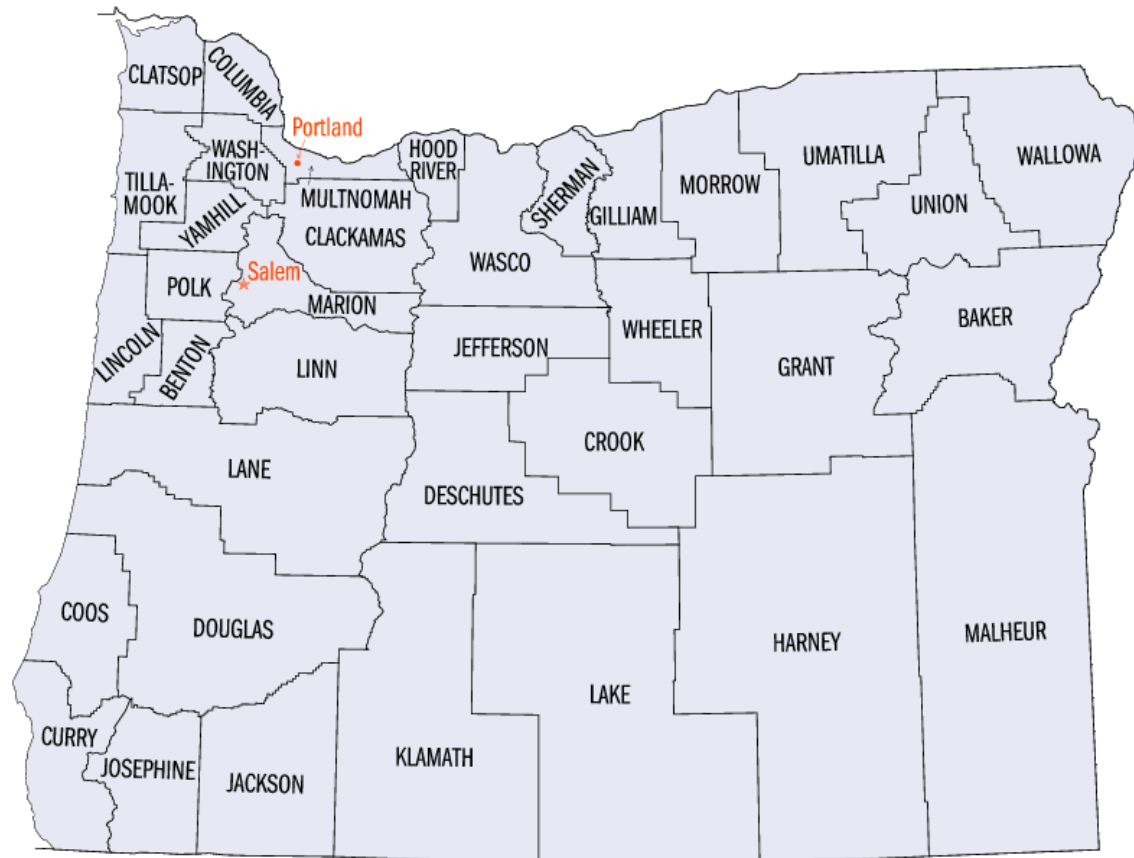 CLATSOP
COLUMBIA
Portland
WASH-
INGTON
HOOD
RIVER
TILLA-
MOOK
MULTNOMAH
YAMHILL
CLACKAMAS
SHERMAN
GILLIAM
MORROW
UMATILLA
WALLOWA
UNION
WASCO
Salem
POLK
MARION
LINCOLN
BENTON
LINN
JEFFERSON
WHEELER
GRANT
BAKER
LANE
CROOK
DESCHUTES
COOS
DOUGLAS
HARNEY
MALHEUR
LAKE
CURRY
JOSEPHINE
JACKSON
KLAMATH